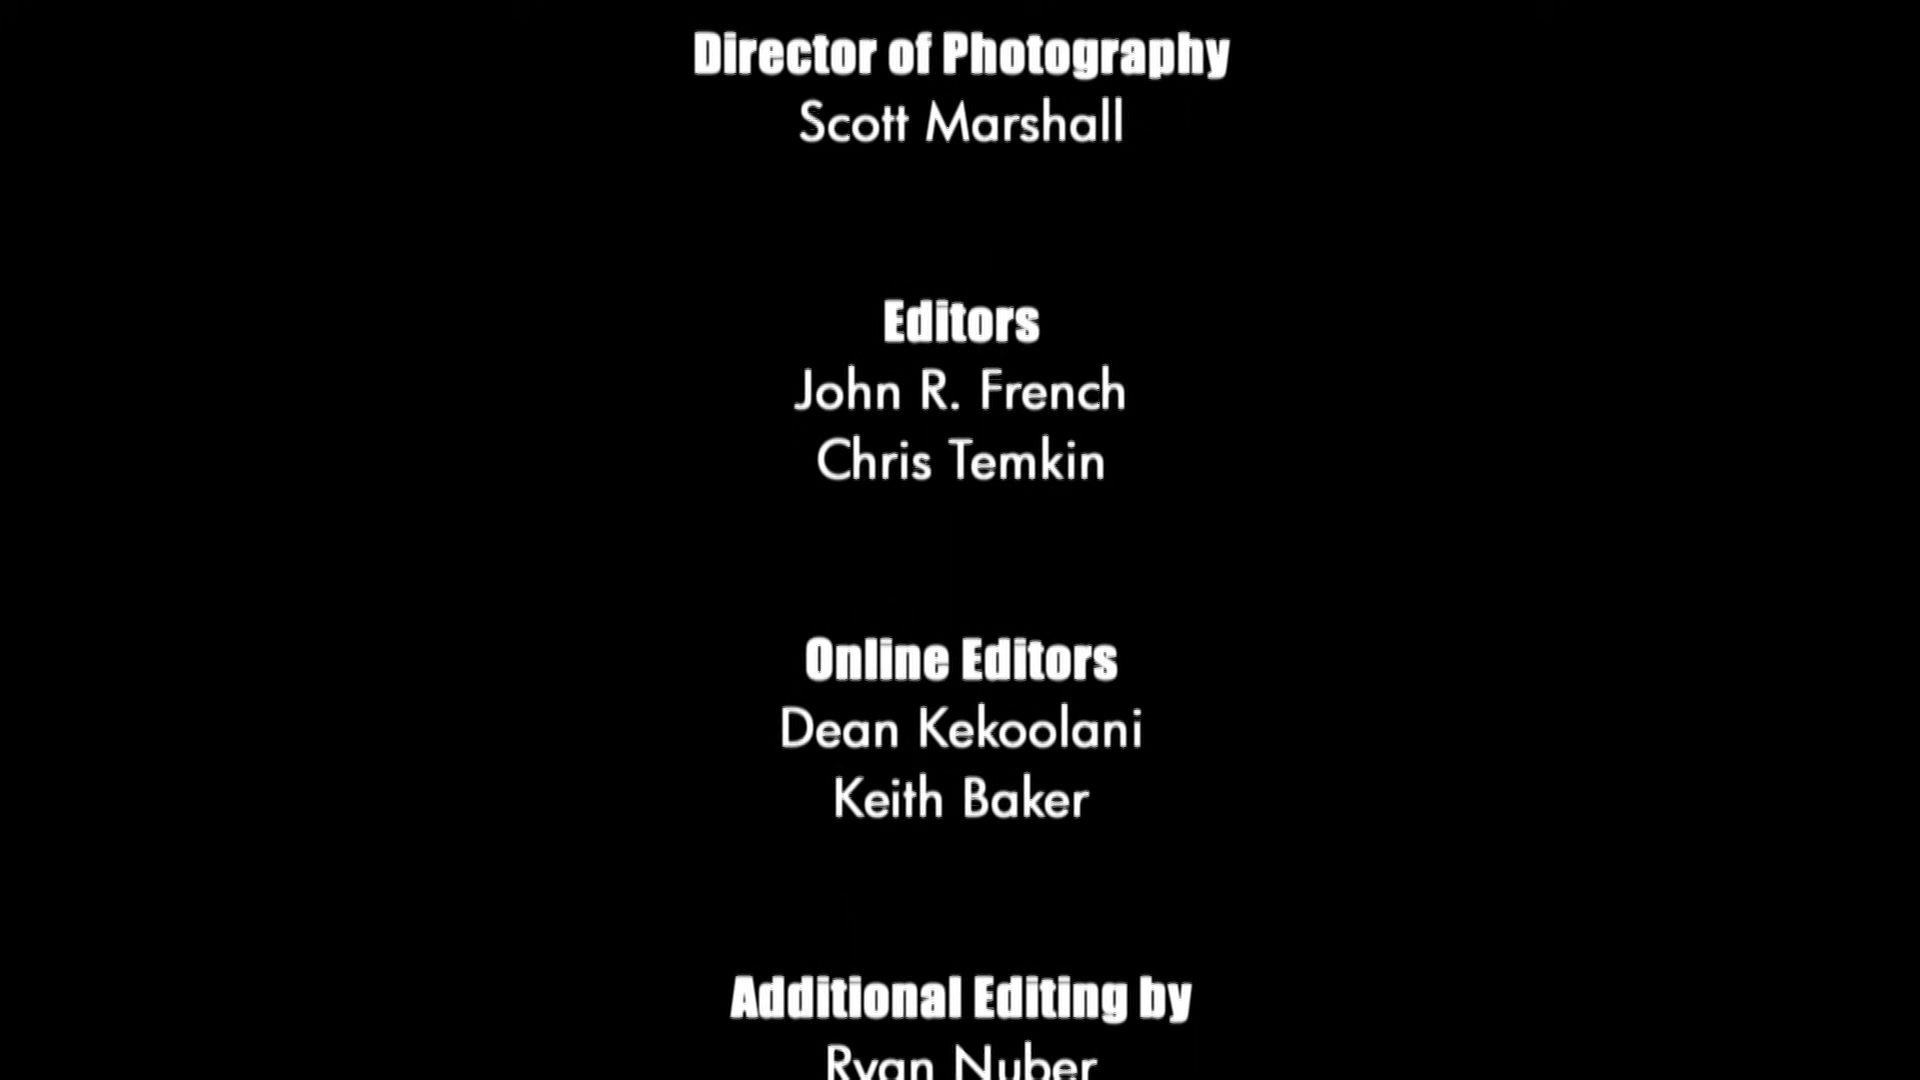 Director of Photography
Scott Marshall
Editors
John R. French
Chris Temkin
Online Editors
Dean Kekoolani
Keith Baker
Additional Editing by
Ryan Nuber